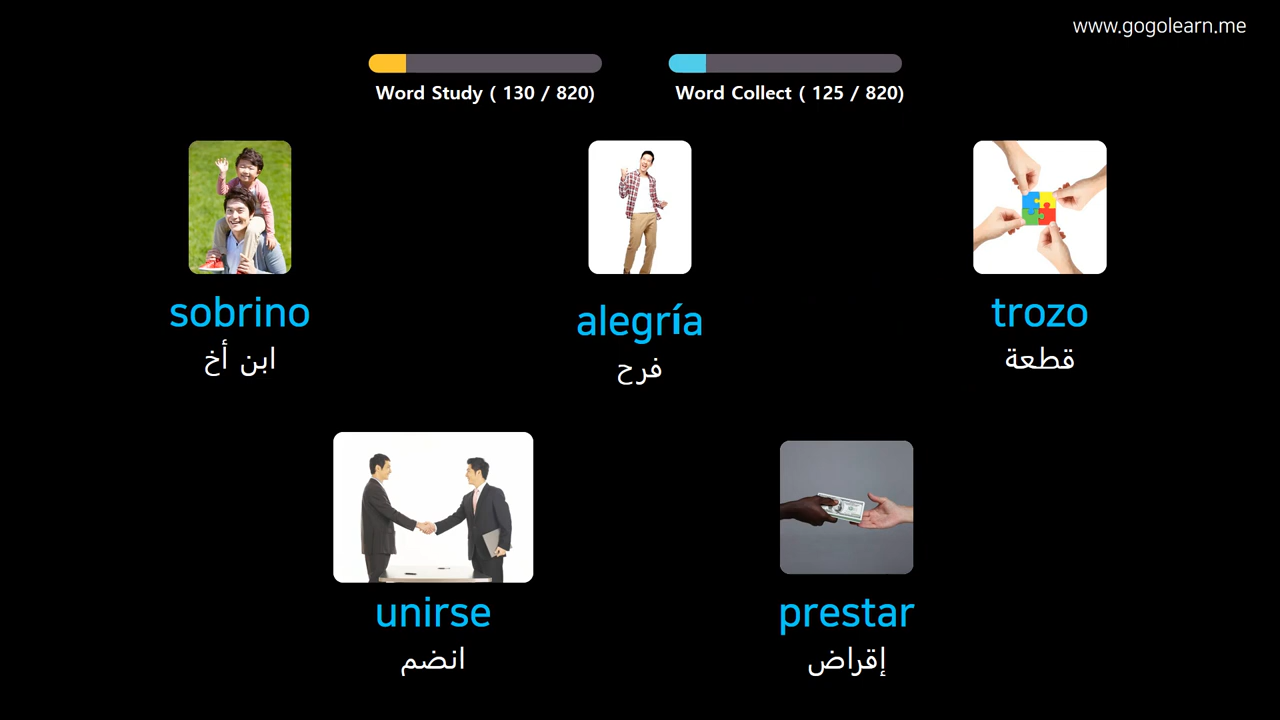 www.gogolearn.me
Word Study ( 130 / 820)
Word Collect ( 125 / 820)
sobrino
ابن أخ
alegría
فرح
trozo
قطعة
unirse
انضم
prestar
إقراض